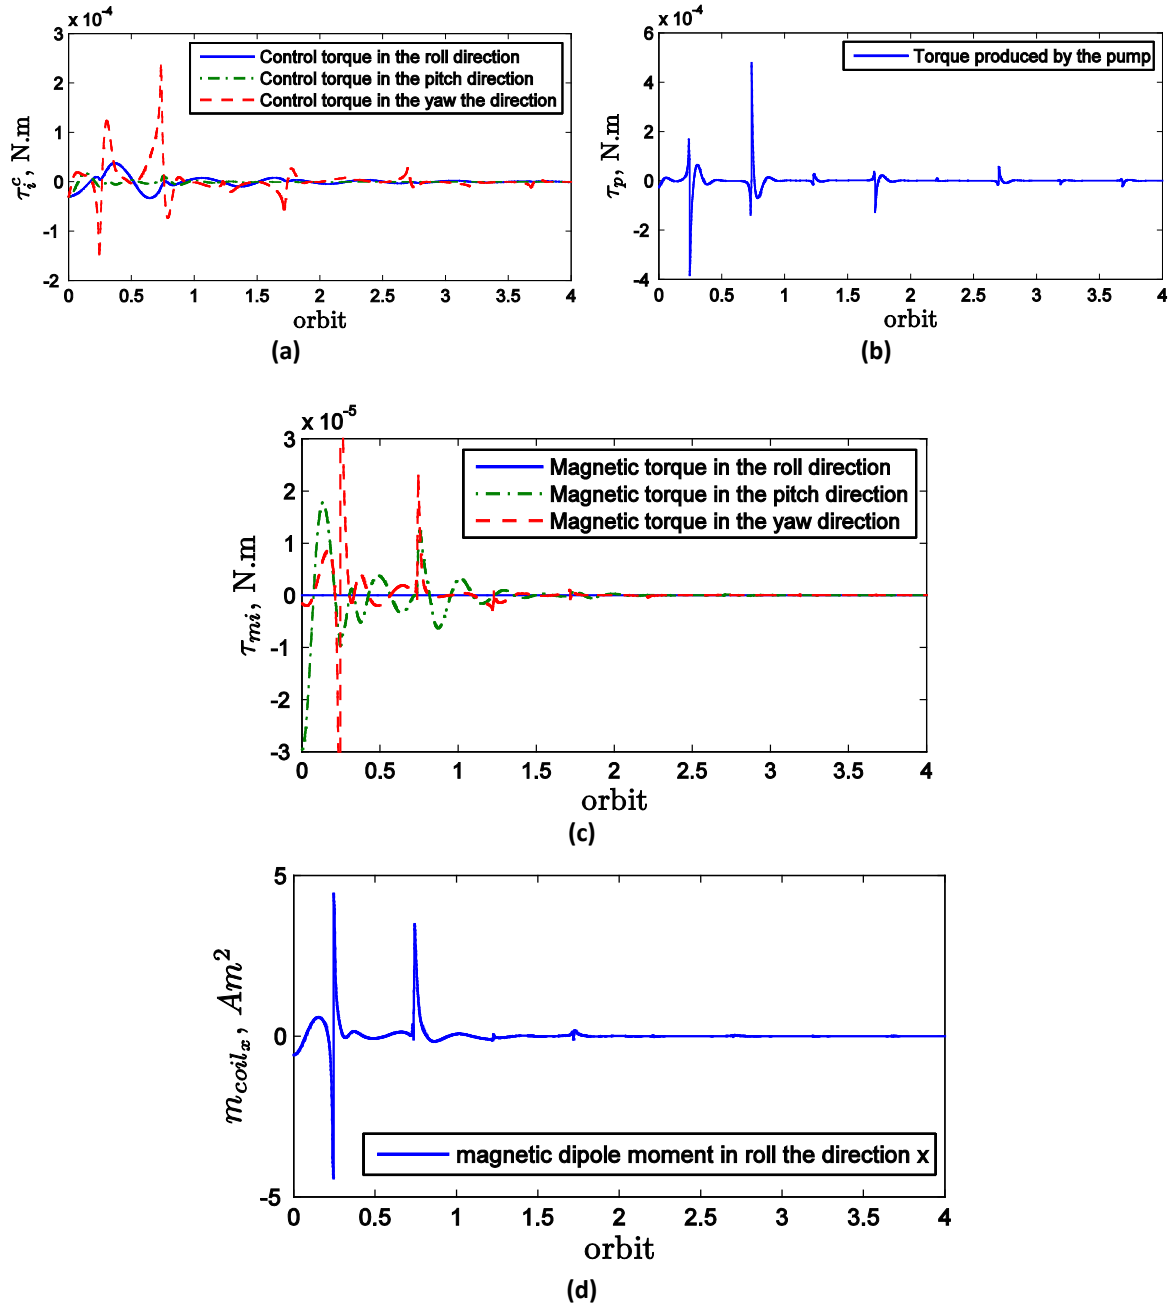 x 10⁻⁴
3
2
1
0
-1
-2
τᵢᶜ, N.m
Control torque in the roll direction
Control torque in the pitch direction
Control torque in the yaw the direction
0 0.5 1 1.5 2 2.5 3 3.5 4
orbit
(a)
x 10⁻⁴
6
4
2
0
-2
-4
τₚ, N.m
Torque produced by the pump
0 0.5 1 1.5 2 2.5 3 3.5 4
orbit
(b)
x 10⁻⁵
3
2
1
0
-1
-2
-3
τₘᵢ, N.m
Magnetic torque in the roll direction
Magnetic torque in the pitch direction
Magnetic torque in the yaw direction
0 0.5 1 1.5 2 2.5 3 3.5 4
orbit
(c)
5
0
-5
m_{coil_x}, Am²
magnetic dipole moment in roll the direction x
0 0.5 1 1.5 2 2.5 3 3.5 4
orbit
(d)